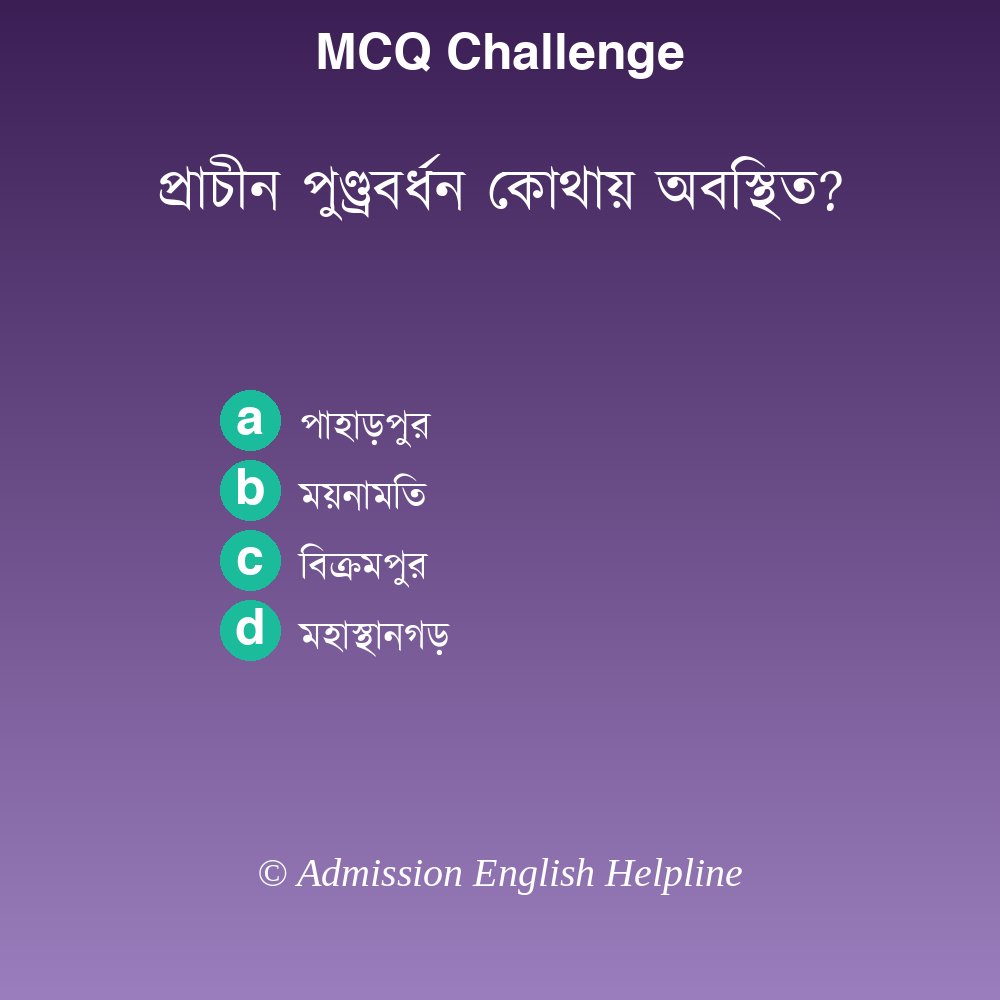 MCQ Challenge
প্রাচীন পুণ্ড্রবর্ধন কোথায় অবস্থিত?
a পাহাড়পুর
b ময়নামতি
c বিক্রমপুর
d মহাস্থানগড়
© Admission English Helpline